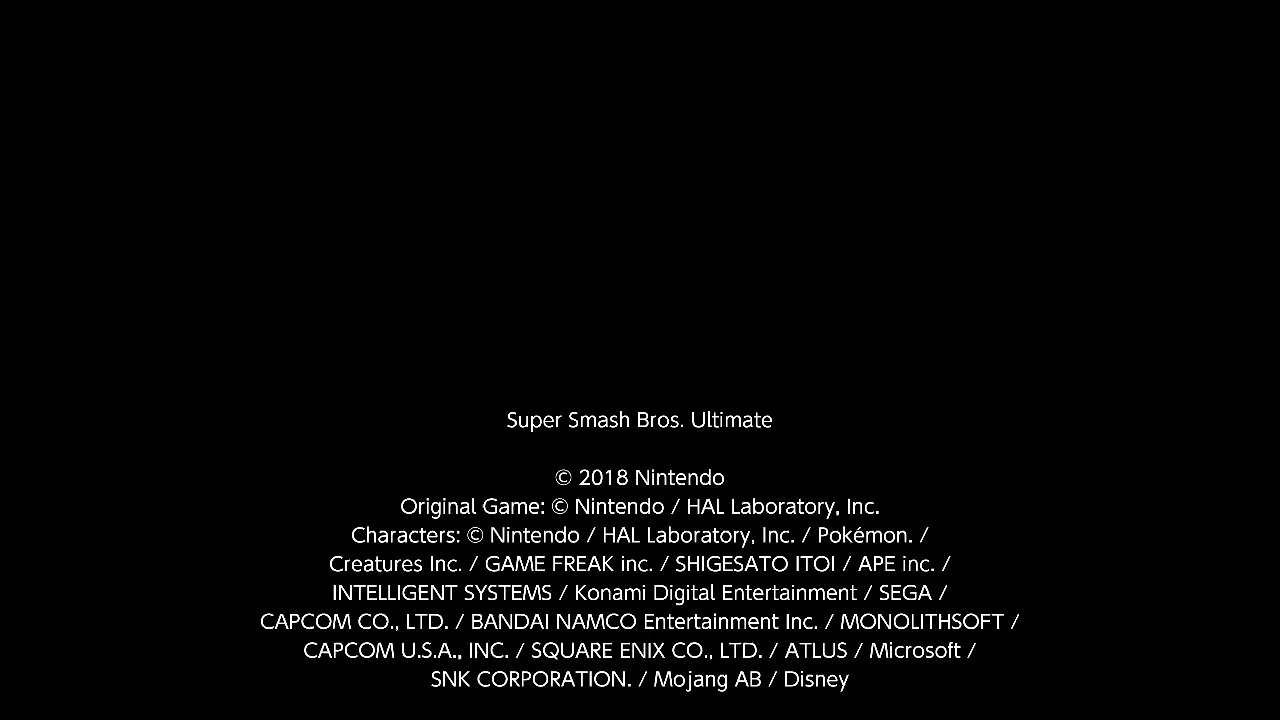 Super Smash Bros. Ultimate
© 2018 Nintendo
Original Game: © Nintendo / HAL Laboratory, Inc.
Characters: © Nintendo / HAL Laboratory, Inc. / Pokémon. /
Creatures Inc. / GAME FREAK inc. / SHIGESATO ITOI / APE inc. /
INTELLIGENT SYSTEMS / Konami Digital Entertainment / SEGA /
CAPCOM CO., LTD. / BANDAI NAMCO Entertainment Inc. / MONOLITHSOFT /
CAPCOM U.S.A., INC. / SQUARE ENIX CO., LTD. / ATLUS / Microsoft /
SNK CORPORATION. / Mojang AB / Disney